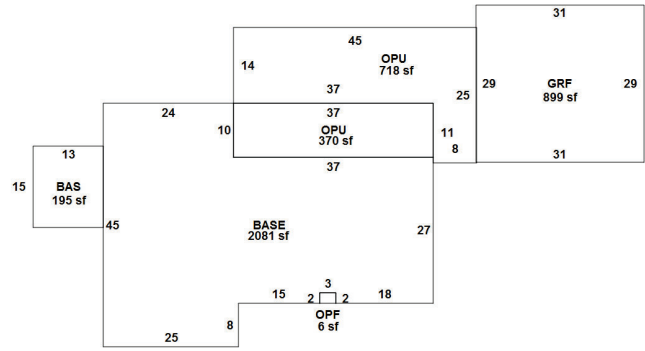 31
45
OPU
718 sf
14
25
29
GRF
899 sf
29
37
24
10
37
OPU
370 sf
11
8
31
13
37
15
BAS
195 sf
45
BASE
2081 sf
27
3
15
2
2
18
OPF
6 sf
8
25